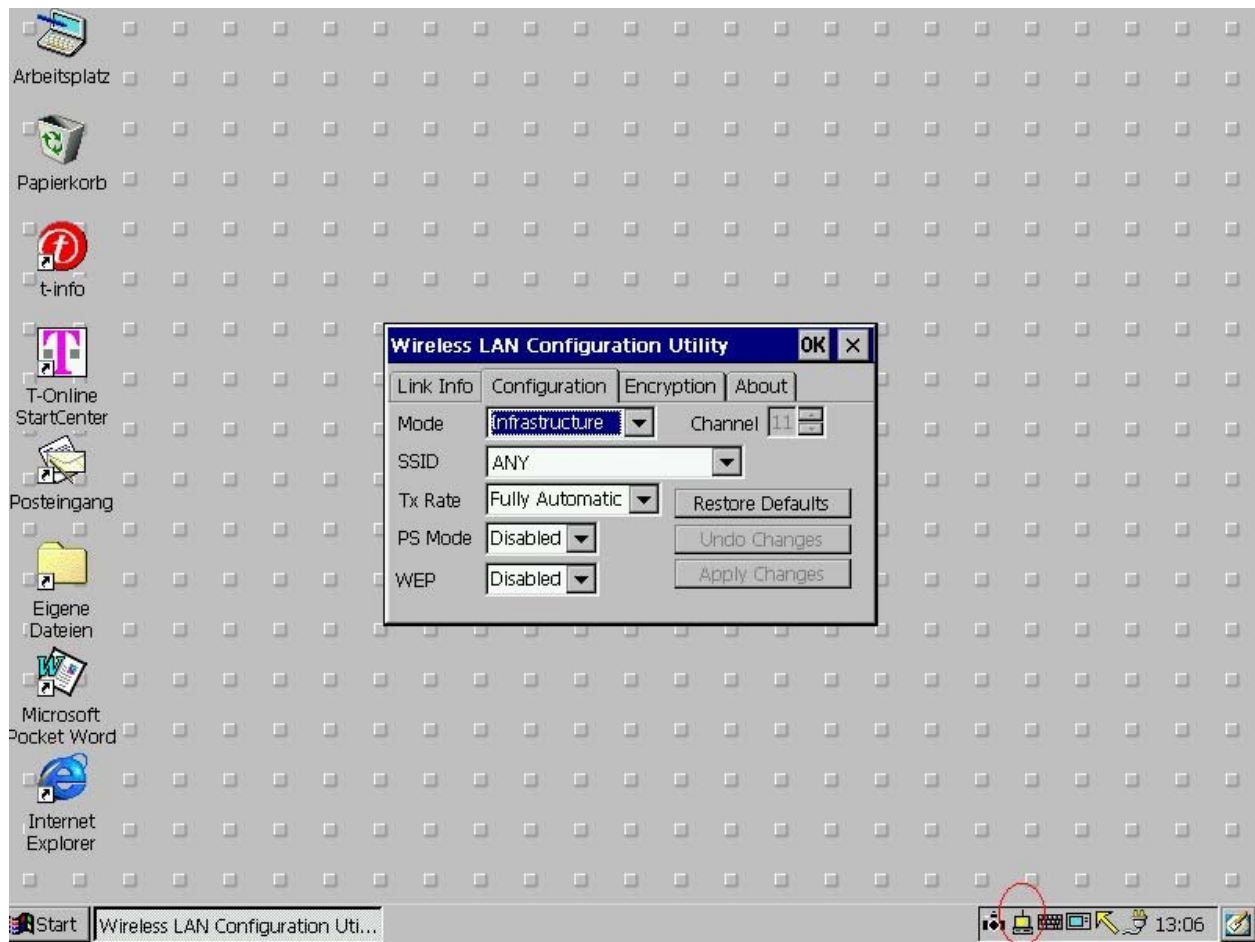 Arbeitsplatz
Papierkorb
t-info
T-Online
StartCenter
Posteingang
Eigene
Dateien
Microsoft
Pocket Word
Internet
Explorer
Wireless LAN Configuration Utility OK
Link Info Configuration Encryption About
Mode Infrastructure Channel 11
SSID ANY
Tx Rate Fully Automatic Restore Defaults
PS Mode Disabled Undo Changes
WEP Disabled Apply Changes
Start Wireless LAN Configuration Uti... 13:06